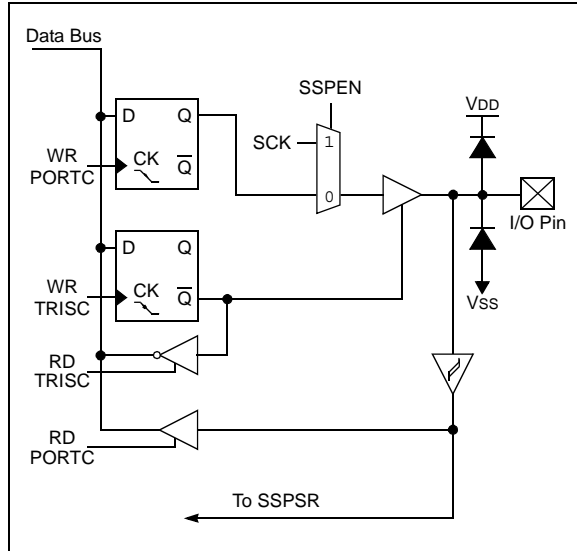 Data Bus
SSPEN
VDD
D
Q
SCK
1
WR
PORTC
CK
Q
0
I/O Pin
D
Q
WR
TRISC
CK
Q
VSS
RD
TRISC
RD
PORTC
To SSPSR